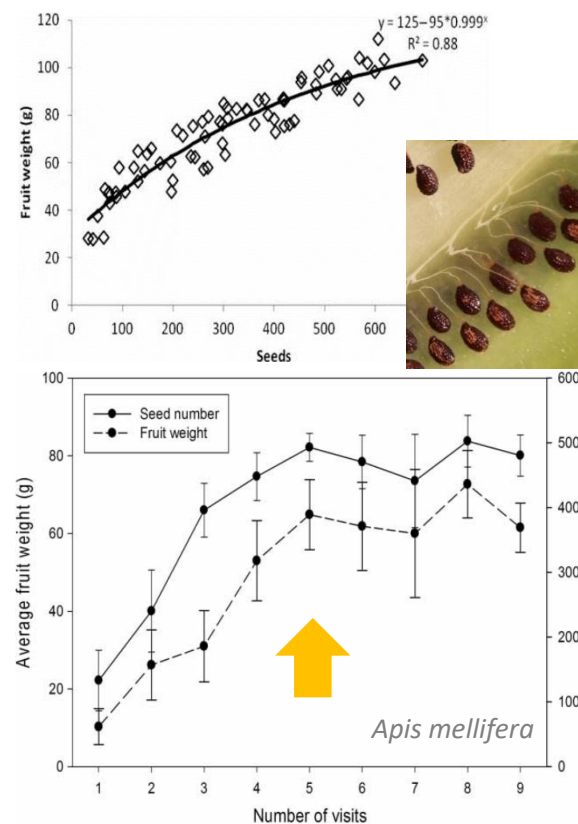 y = 125–95*0.999ˣ
R² = 0.88
120
100
80
60
40
20
0
Fruit weight (g)
0 100 200 300 400 500 600
Seeds
100
80
60
40
20
0
Average fruit weight (g)
Seed number
Fruit weight
600
500
400
300
200
100
0
Apis mellifera
1 2 3 4 5 6 7 8 9
Number of visits